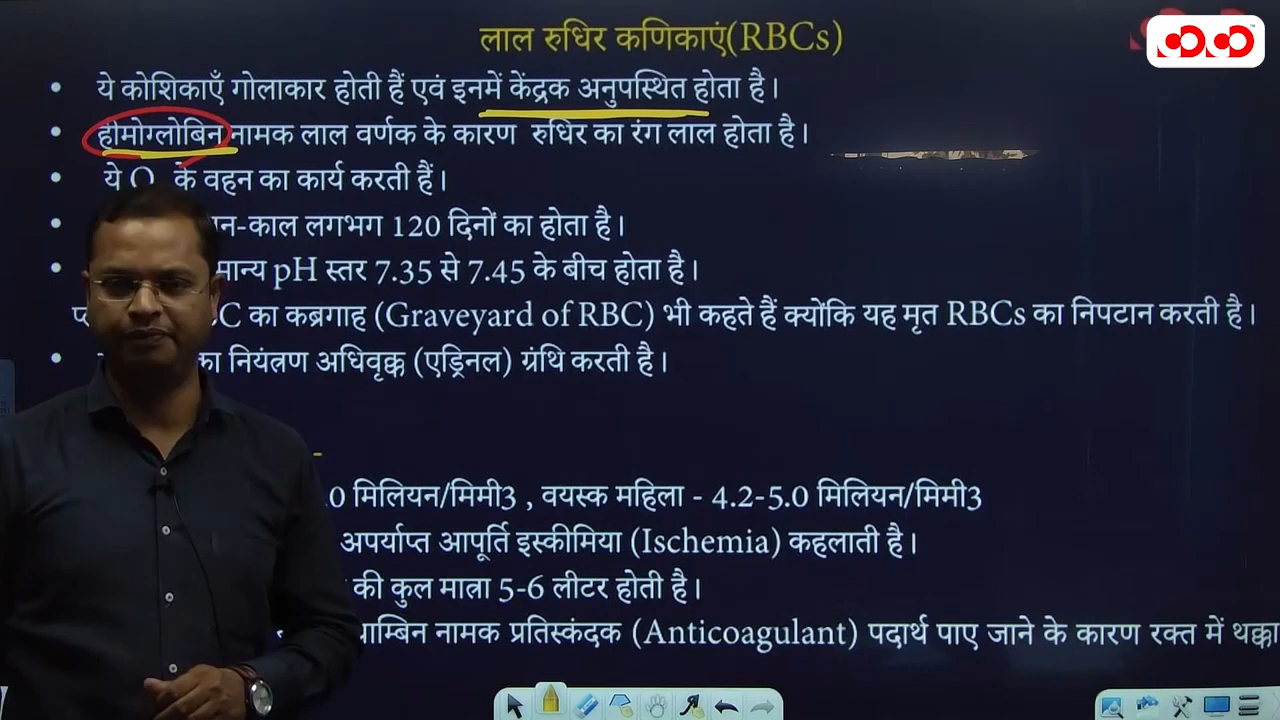 लाल रुधिर कणिकाएं(RBCs)
• ये कोशिकाएँ गोलाकार होती हैं एवं इनमें केंद्रक अनुपस्थित होता है।
• हीमोग्लोबिन नामक लाल वर्णक के कारण रुधिर का रंग लाल होता है।
• ये O के वहन का कार्य करती हैं।
• न-काल लगभग 120 दिनों का होता है।
• मान्य pH स्तर 7.35 से 7.45 के बीच होता है।
C का कब्रगाह (Graveyard of RBC) भी कहते हैं क्योंकि यह मृत RBCs का निपटान करती है।
• का नियंत्रण अधिवृक्क (एड्रिनल) ग्रंथि करती है।
.0 मिलियन/मिमी3 , वयस्क महिला - 4.2-5.0 मिलियन/मिमी3
अपर्याप्त आपूर्ति इस्कीमिया (Ischemia) कहलाती है।
की कुल मात्रा 5-6 लीटर होती है।
नामक प्रतिस्कंदक (Anticoagulant) पदार्थ पाए जाने के कारण रक्त में थक्का